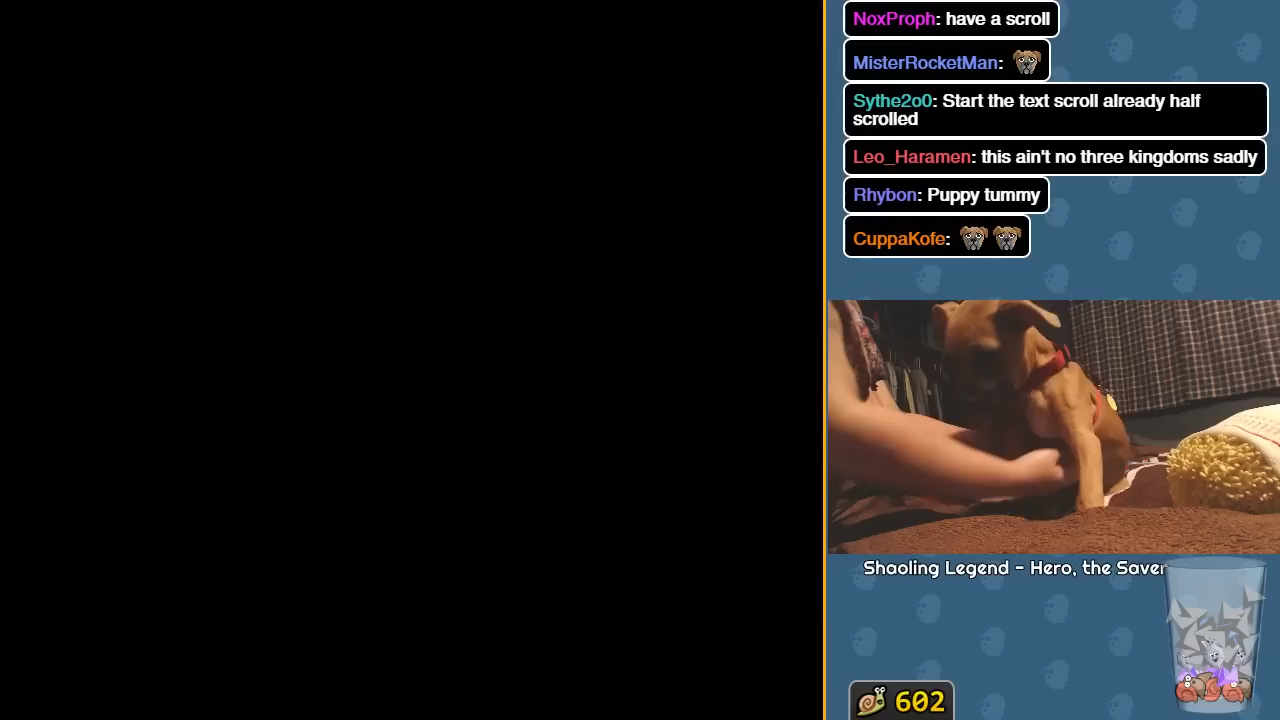 NoxProph: have a scroll
MisterRocketMan:
Sythe2o0: Start the text scroll already half
scrolled
Leo_Haramen: this ain't no three kingdoms sadly
Rhybon: Puppy tummy
CuppaKofe:
Shaoling Legend - Hero, the Saver
602